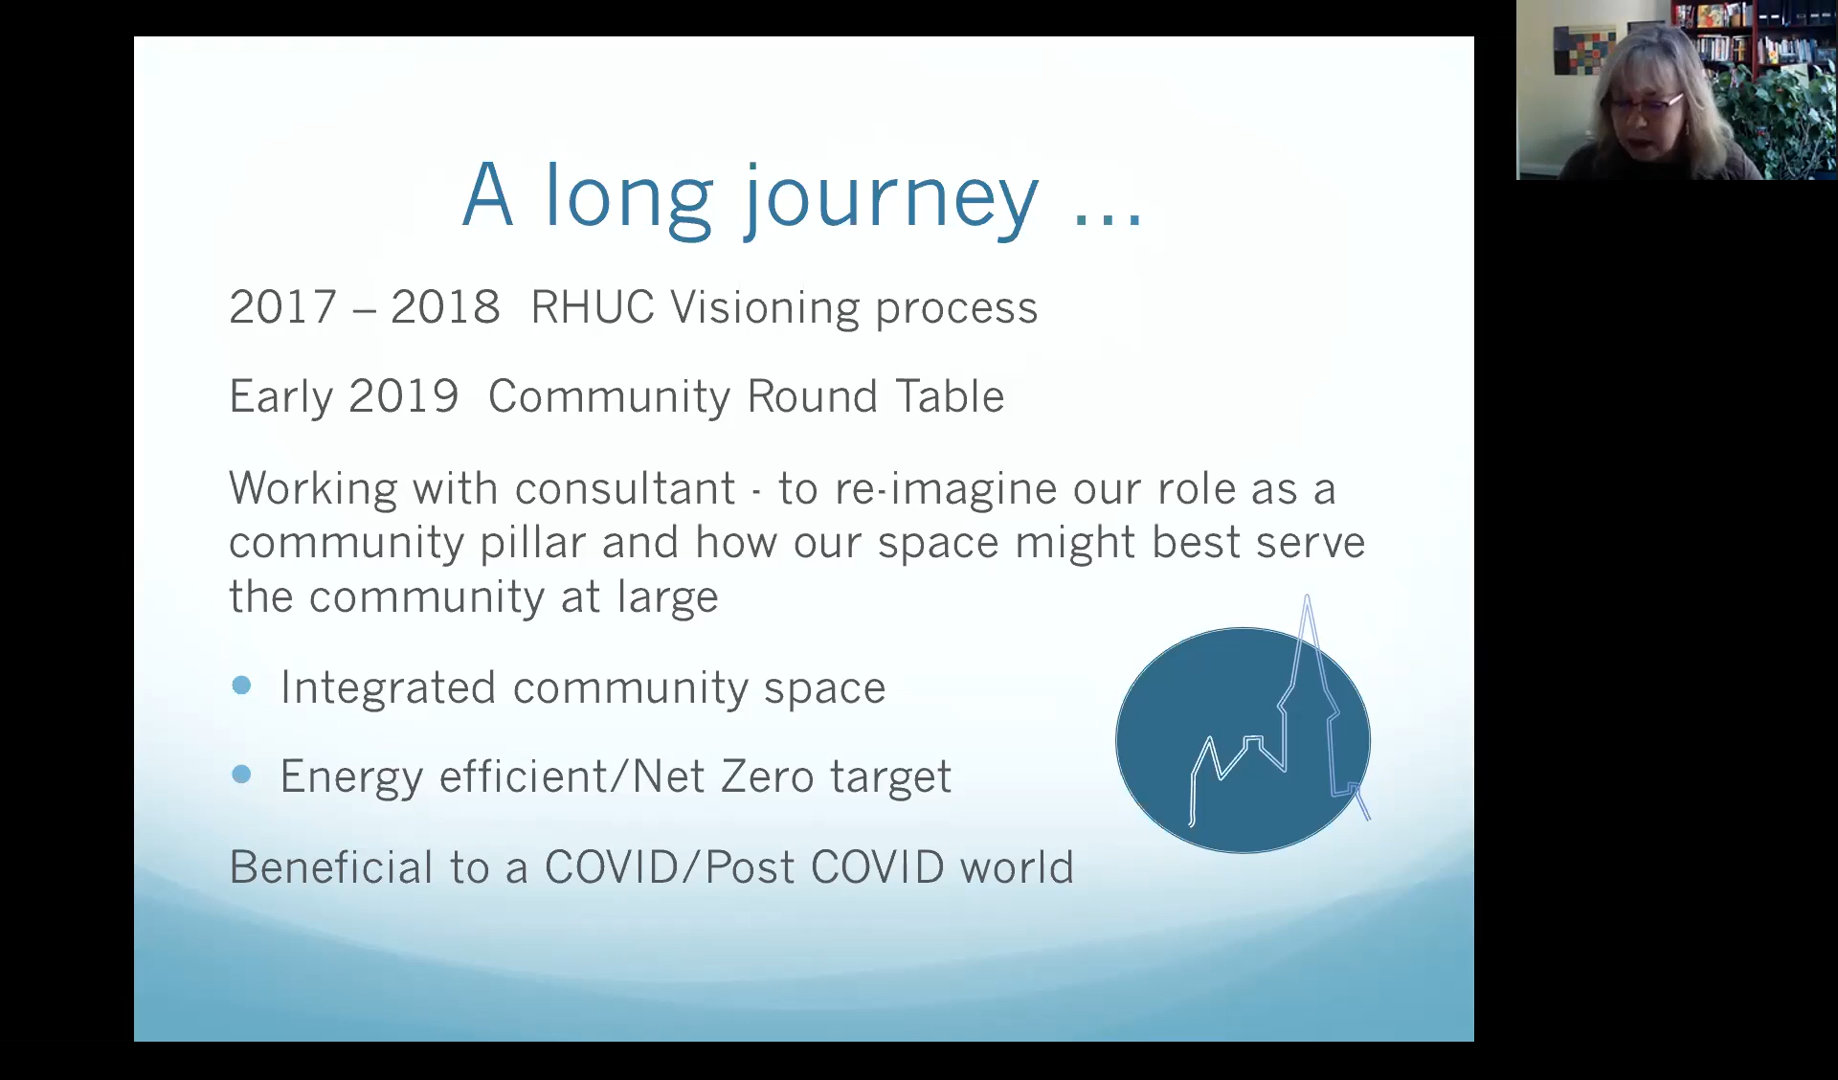 A long journey ...
2017 – 2018  RHUC Visioning process
Early 2019  Community Round Table
Working with consultant - to re-imagine our role as a
community pillar and how our space might best serve
the community at large
Integrated community space
Energy efficient/Net Zero target
Beneficial to a COVID/Post COVID world